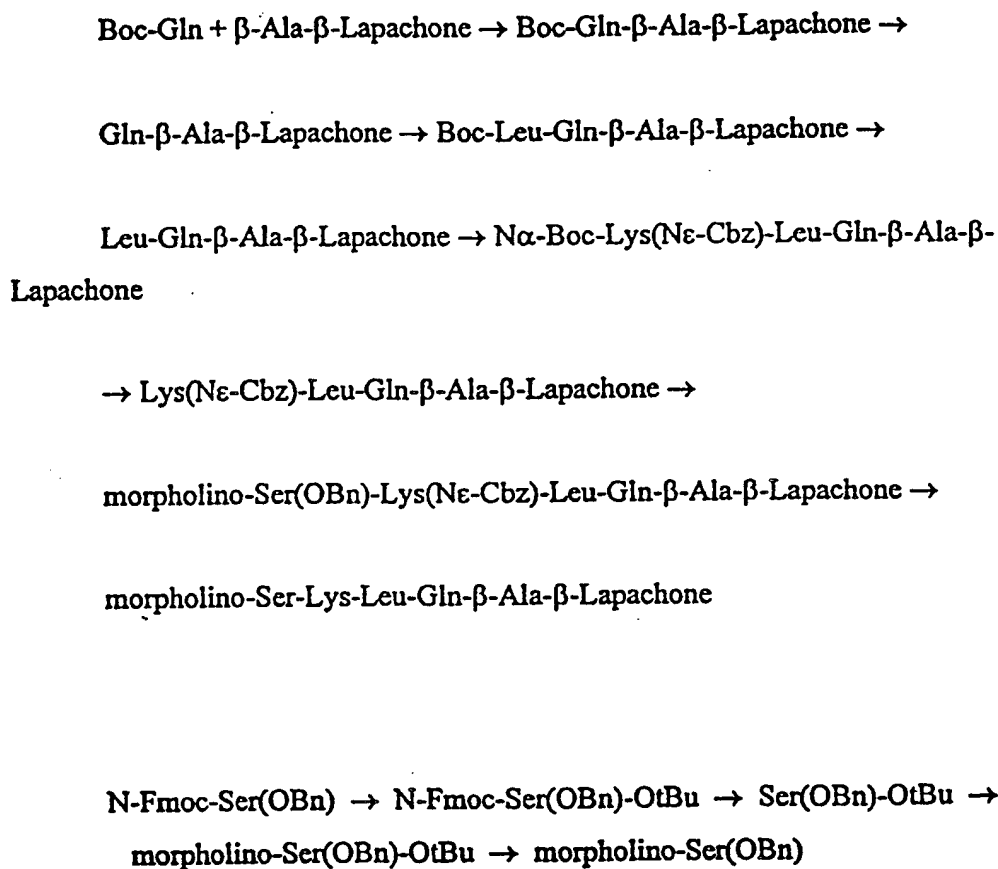 Boc-Gln + β-Ala-β-Lapachone → Boc-Gln-β-Ala-β-Lapachone →
Gln-β-Ala-β-Lapachone → Boc-Leu-Gln-β-Ala-β-Lapachone →
Leu-Gln-β-Ala-β-Lapachone → Nα-Boc-Lys(Nε-Cbz)-Leu-Gln-β-Ala-β-
Lapachone
→ Lys(Nε-Cbz)-Leu-Gln-β-Ala-β-Lapachone →
morpholino-Ser(OBn)-Lys(Nε-Cbz)-Leu-Gln-β-Ala-β-Lapachone →
morpholino-Ser-Lys-Leu-Gln-β-Ala-β-Lapachone
N-Fmoc-Ser(OBn) → N-Fmoc-Ser(OBn)-OtBu → Ser(OBn)-OtBu →
morpholino-Ser(OBn)-OtBu → morpholino-Ser(OBn)